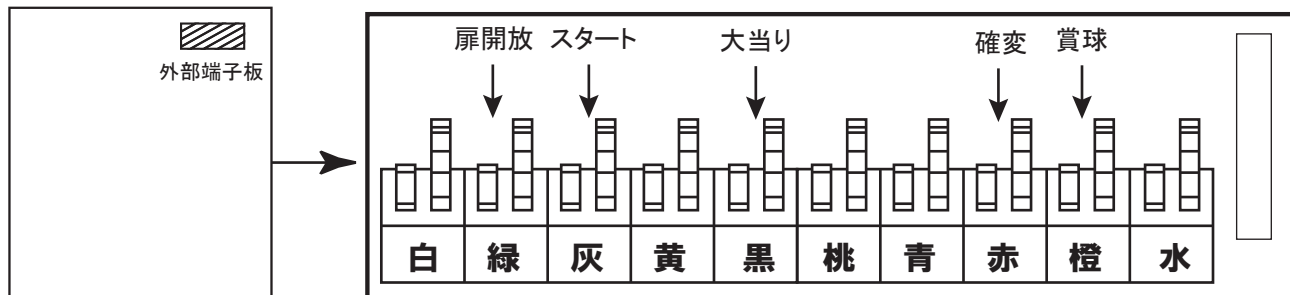 外部端子板
扉開放 スタート 大当り 確変 賞球
白 緑 灰 黄 黒 桃 青 赤 橙 水